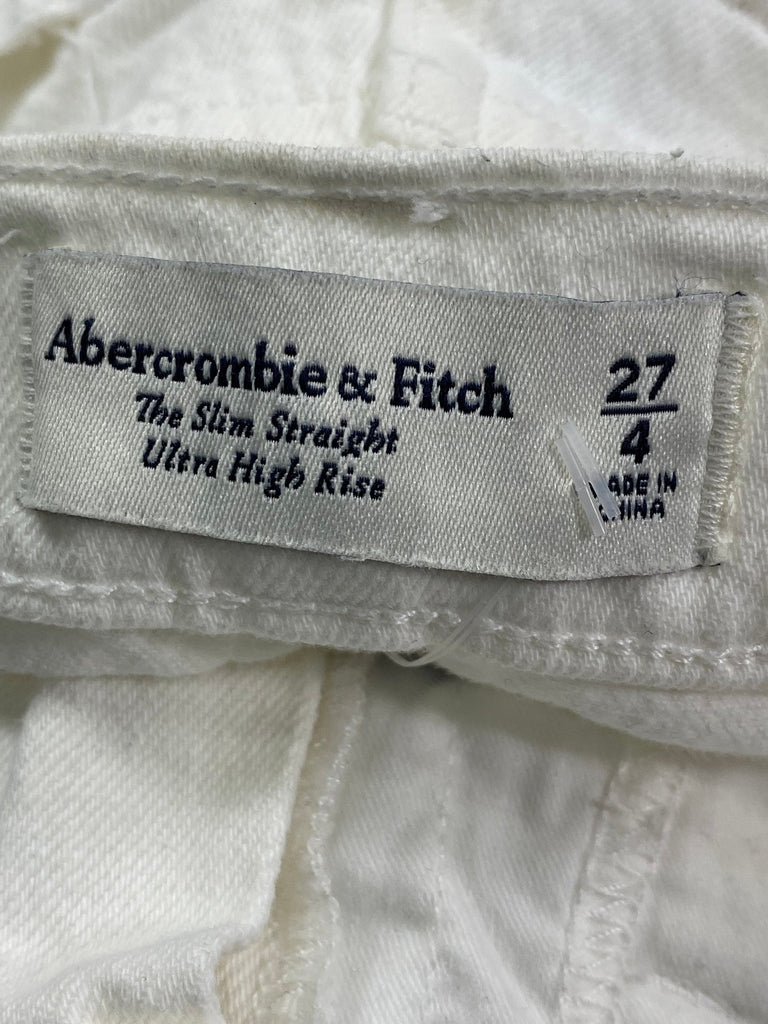 Abercrombie & Fitch
The Slim Straight
Ultra High Rise
27
4
MADE IN
CHINA